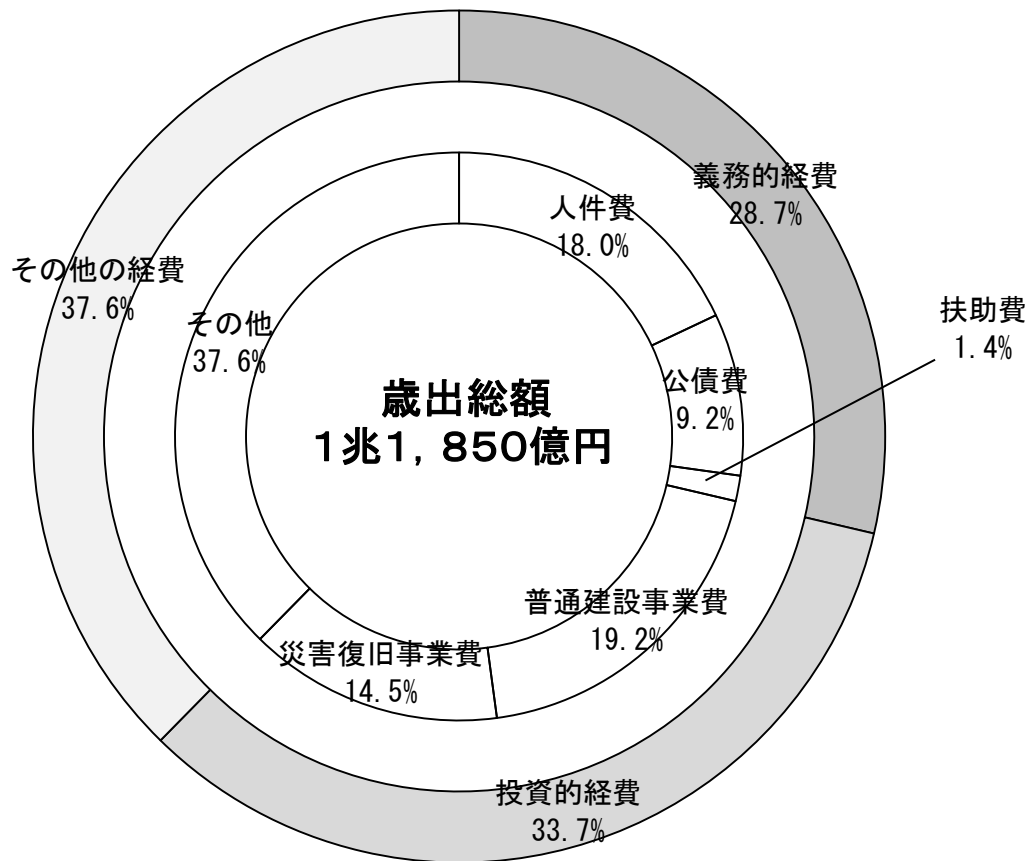 義務的経費
28.7%
人件費
18.0%
その他の経費
37.6%
扶助費
1.4%
その他
37.6%
公債費
9.2%
歳出総額
1兆1,850億円
普通建設事業費
19.2%
災害復旧事業費
14.5%
投資的経費
33.7%